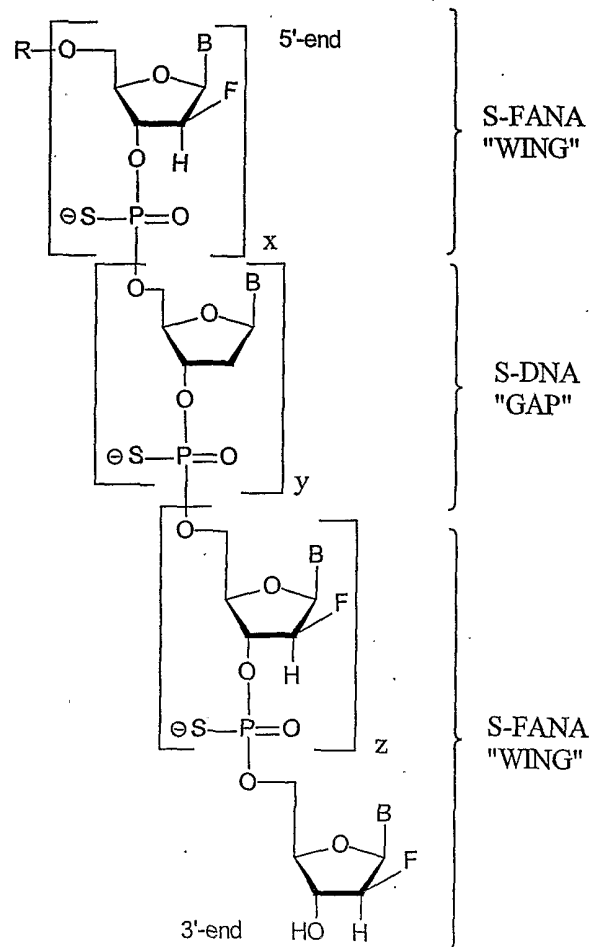 R—O
B
5'-end
O
F
O
H
S-FANA
"WING"
⊖S—P=O
x
O
B
O
S-DNA
"GAP"
O
⊖S—P=O
y
O
B
O
F
O
H
S-FANA
"WING"
⊖S—P=O
z
O
B
O
F
3'-end
HO
H